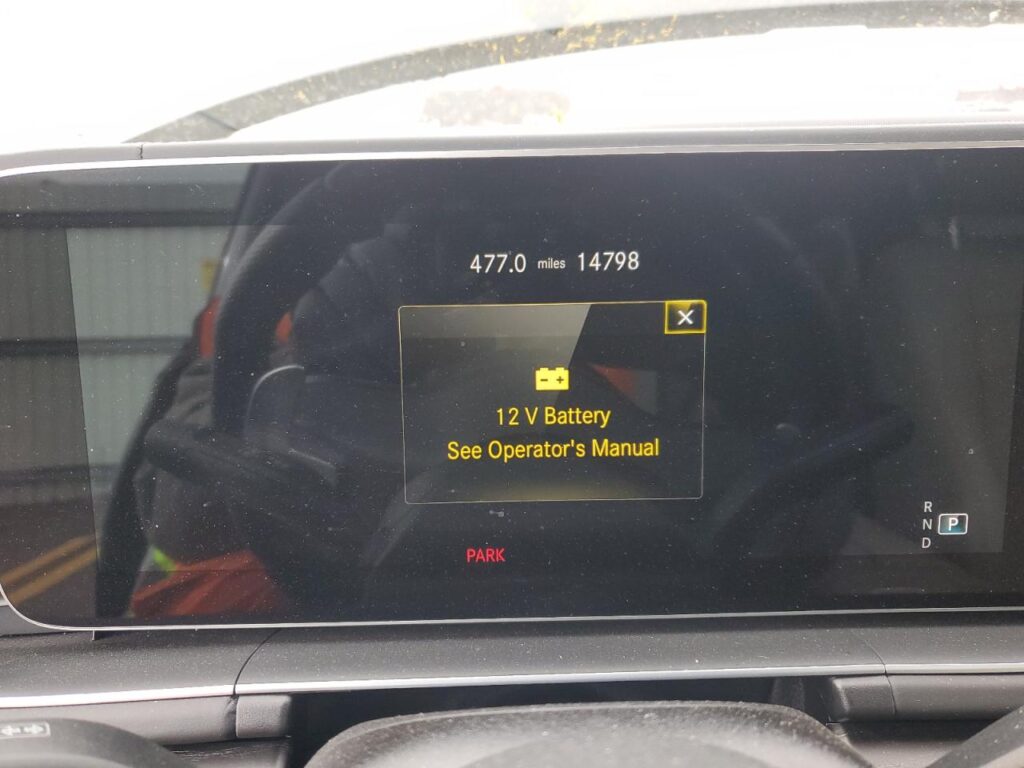 477.0 miles 14798
12 V Battery
See Operator's Manual
R
N P
D
PARK